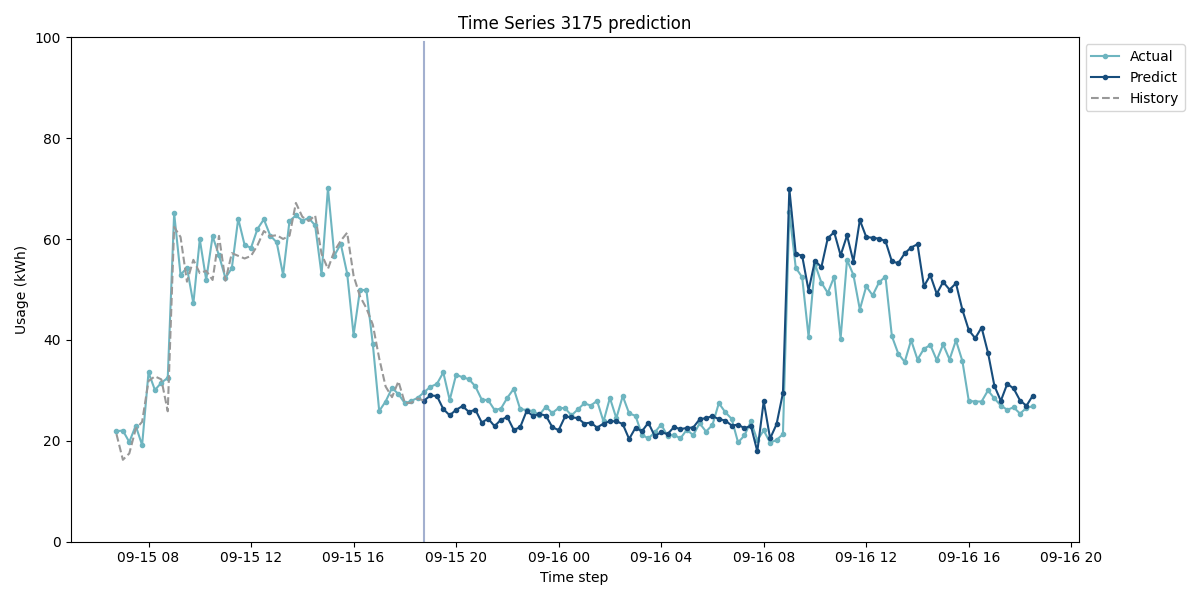 Time Series 3175 prediction
Usage (kWh)
100
80
60
40
20
0
09-15 08
09-15 12
09-15 16
09-15 20
09-16 00
09-16 04
09-16 08
09-16 12
09-16 16
09-16 20
Time step
Actual
Predict
History